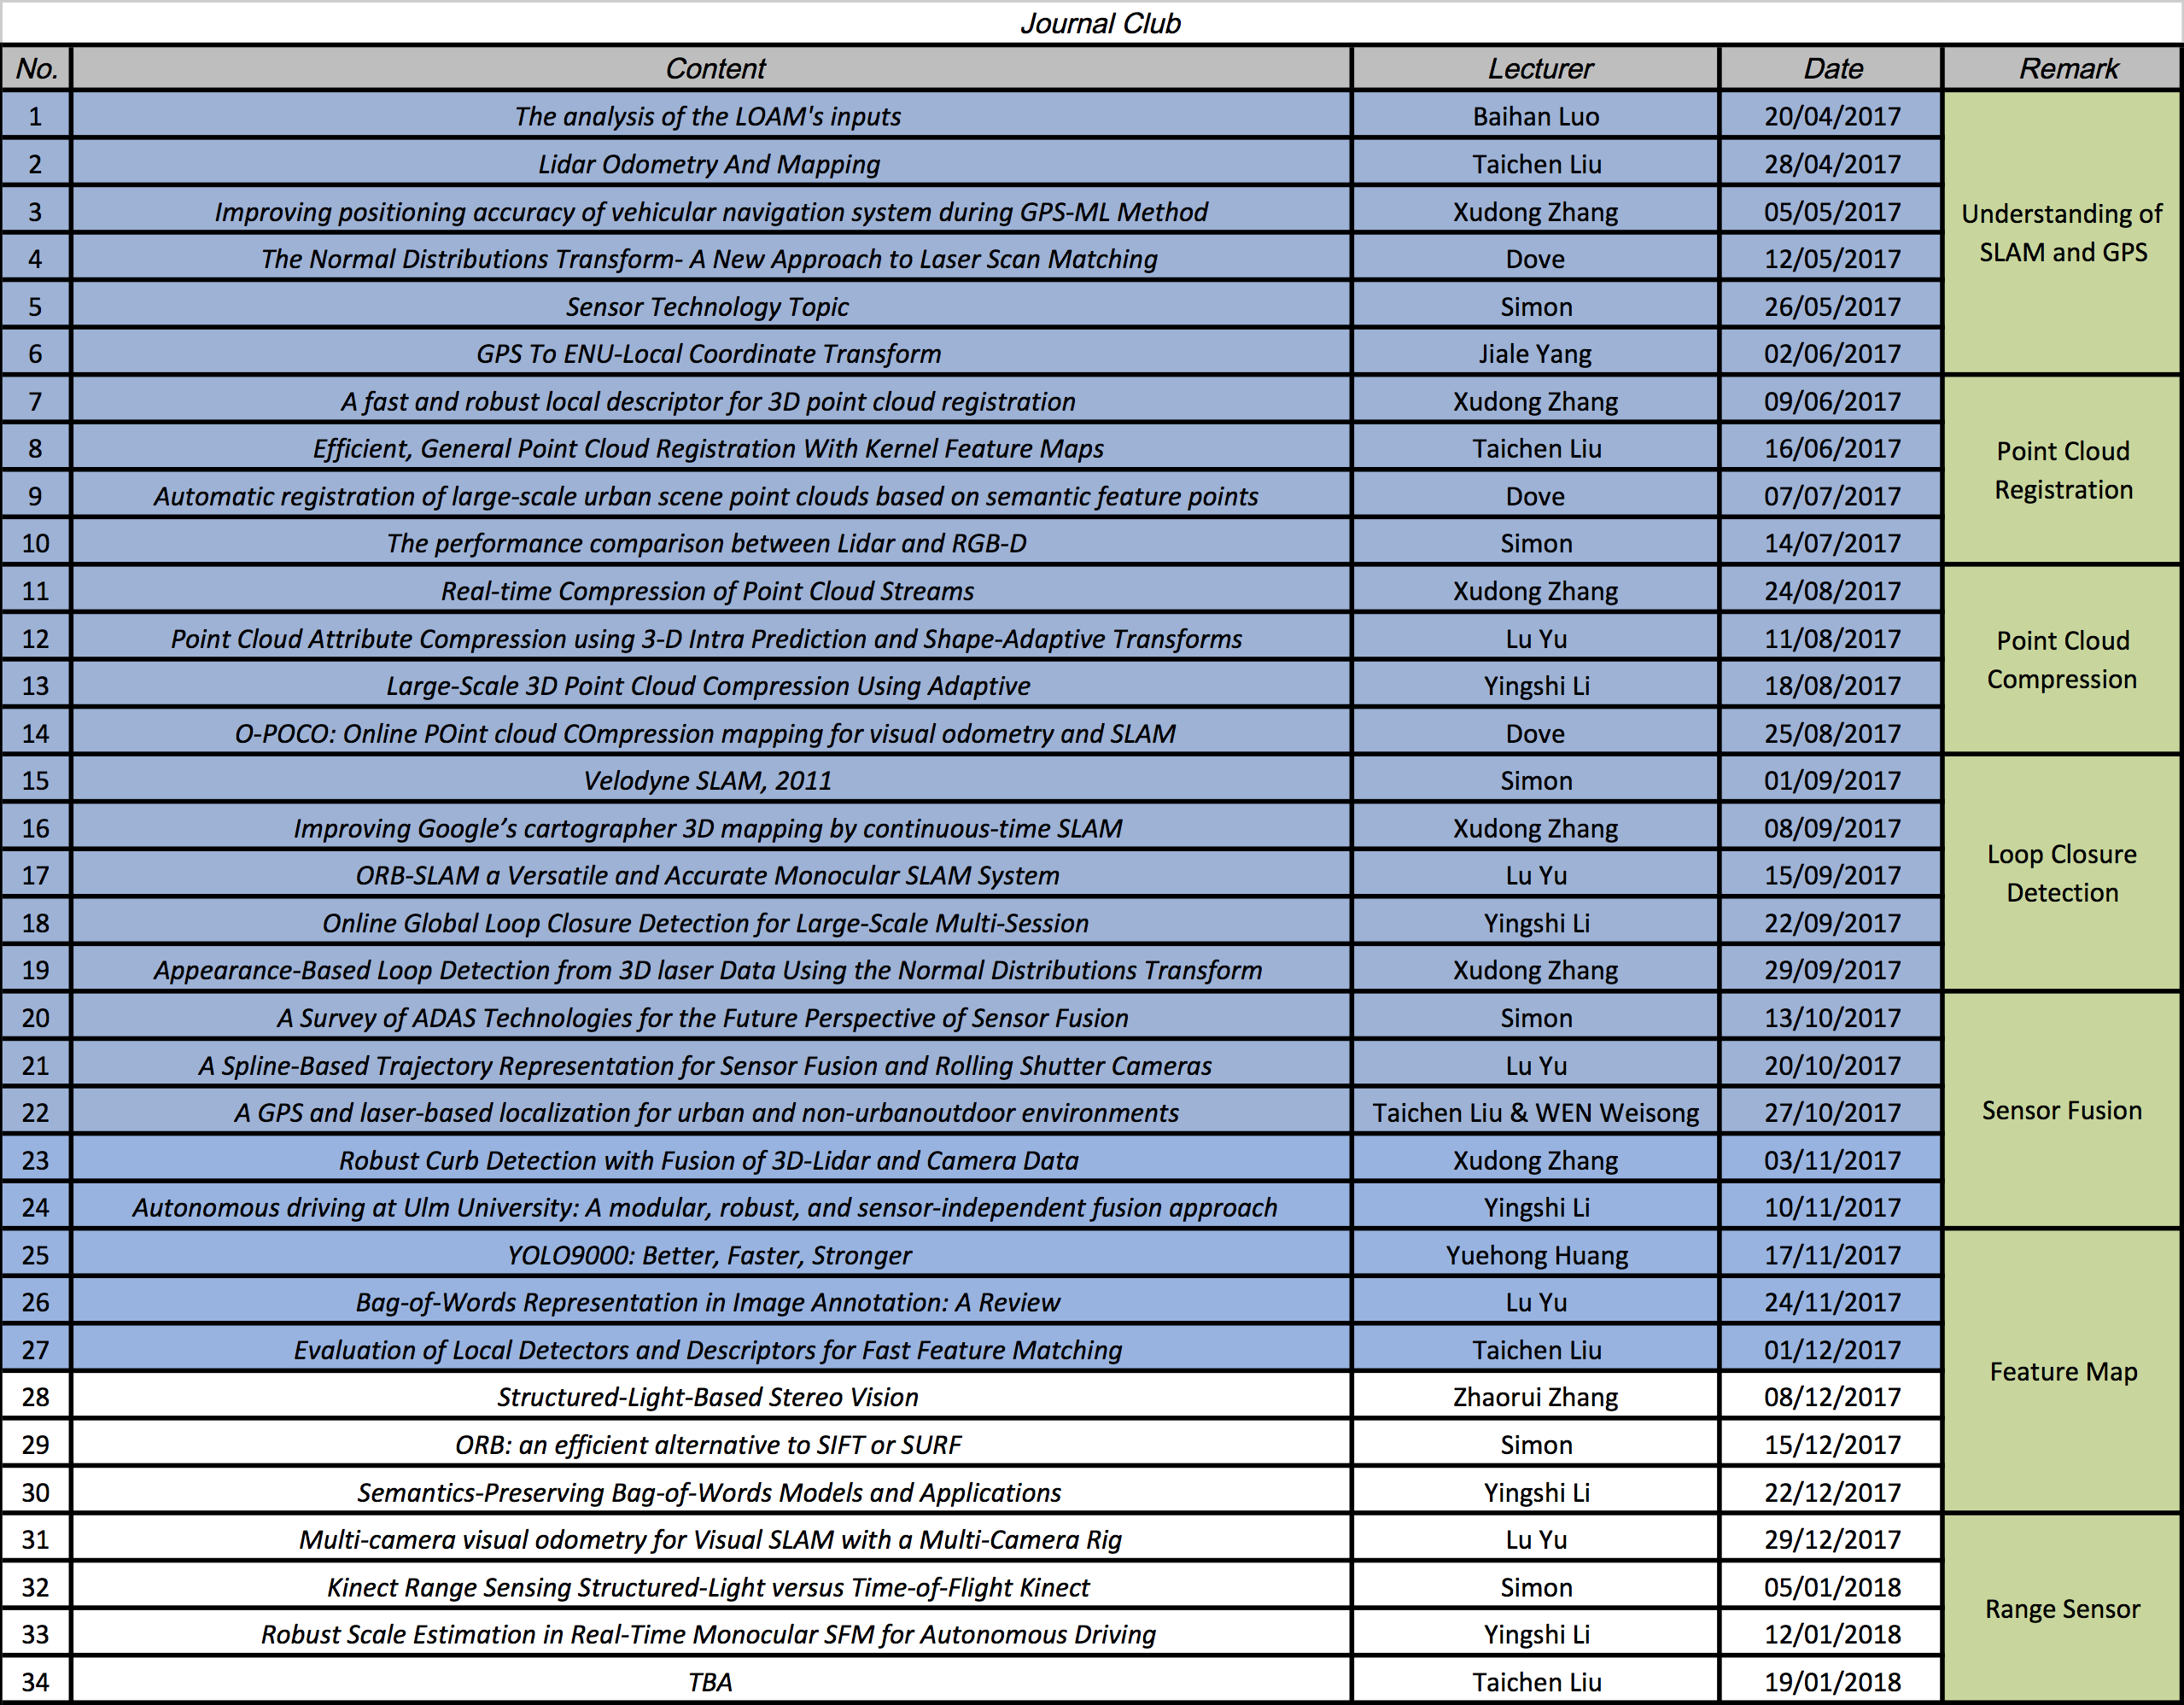 Journal Club
No. Content Lecturer Date Remark
1 The analysis of the LOAM's inputs Baihan Luo 20/04/2017
2 Lidar Odometry And Mapping Taichen Liu 28/04/2017
3 Improving positioning accuracy of vehicular navigation system during GPS-ML Method Xudong Zhang 05/05/2017
Understanding of
4 The Normal Distributions Transform- A New Approach to Laser Scan Matching Dove 12/05/2017
SLAM and GPS
5 Sensor Technology Topic Simon 26/05/2017
6 GPS To ENU-Local Coordinate Transform Jiale Yang 02/06/2017
7 A fast and robust local descriptor for 3D point cloud registration Xudong Zhang 09/06/2017
8 Efficient, General Point Cloud Registration With Kernel Feature Maps Taichen Liu 16/06/2017
Point Cloud
Registration
9 Automatic registration of large-scale urban scene point clouds based on semantic feature points Dove 07/07/2017
10 The performance comparison between Lidar and RGB-D Simon 14/07/2017
11 Real-time Compression of Point Cloud Streams Xudong Zhang 24/08/2017
12 Point Cloud Attribute Compression using 3-D Intra Prediction and Shape-Adaptive Transforms Lu Yu 11/08/2017
Point Cloud
Compression
13 Large-Scale 3D Point Cloud Compression Using Adaptive Yingshi Li 18/08/2017
14 O-POCO: Online POint cloud COmpression mapping for visual odometry and SLAM Dove 25/08/2017
15 Velodyne SLAM, 2011 Simon 01/09/2017
16 Improving Google’s cartographer 3D mapping by continuous-time SLAM Xudong Zhang 08/09/2017
Loop Closure
17 ORB-SLAM a Versatile and Accurate Monocular SLAM System Lu Yu 15/09/2017
Detection
18 Online Global Loop Closure Detection for Large-Scale Multi-Session Yingshi Li 22/09/2017
19 Appearance-Based Loop Detection from 3D laser Data Using the Normal Distributions Transform Xudong Zhang 29/09/2017
20 A Survey of ADAS Technologies for the Future Perspective of Sensor Fusion Simon 13/10/2017
21 A Spline-Based Trajectory Representation for Sensor Fusion and Rolling Shutter Cameras Lu Yu 20/10/2017
22 A GPS and laser-based localization for urban and non-urbanoutdoor environments Taichen Liu & WEN Weisong 27/10/2017 Sensor Fusion
23 Robust Curb Detection with Fusion of 3D-Lidar and Camera Data Xudong Zhang 03/11/2017
24 Autonomous driving at Ulm University: A modular, robust, and sensor-independent fusion approach Yingshi Li 10/11/2017
25 YOLO9000: Better, Faster, Stronger Yuehong Huang 17/11/2017
26 Bag-of-Words Representation in Image Annotation: A Review Lu Yu 24/11/2017
27 Evaluation of Local Detectors and Descriptors for Fast Feature Matching Taichen Liu 01/12/2017
Feature Map
28 Structured-Light-Based Stereo Vision Zhaorui Zhang 08/12/2017
29 ORB: an efficient alternative to SIFT or SURF Simon 15/12/2017
30 Semantics-Preserving Bag-of-Words Models and Applications Yingshi Li 22/12/2017
31 Multi-camera visual odometry for Visual SLAM with a Multi-Camera Rig Lu Yu 29/12/2017
32 Kinect Range Sensing Structured-Light versus Time-of-Flight Kinect Simon 05/01/2018
Range Sensor
33 Robust Scale Estimation in Real-Time Monocular SFM for Autonomous Driving Yingshi Li 12/01/2018
34 TBA Taichen Liu 19/01/2018